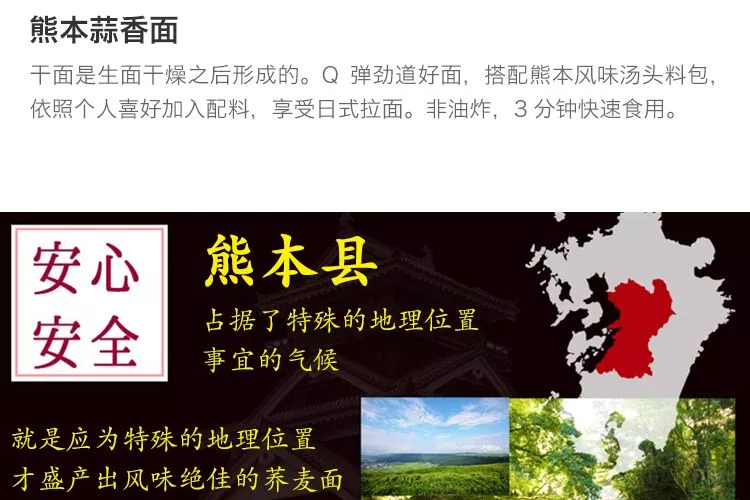 熊本蒜香面
干面是生面干燥之后形成的。Q 弹劲道好面，搭配熊本风味汤头料包，
依照个人喜好加入配料，享受日式拉面。非油炸，3 分钟快速食用。
安心
安全
熊本县
占据了特殊的地理位置
事宜的气候
就是应为特殊的地理位置
才盛产出风味绝佳的荞麦面